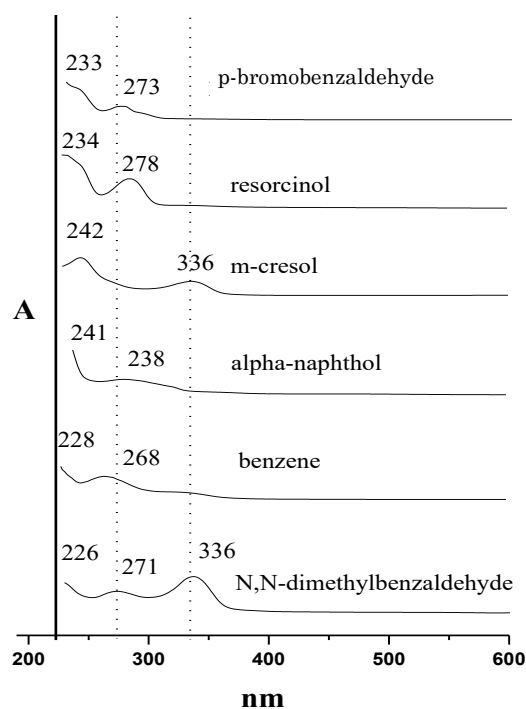 233
273
p-bromobenzaldehyde
234
278
resorcinol
242
336
m-cresol
A
241
238
alpha-naphthol
228
268
benzene
226
271
336
N,N-dimethylbenzaldehyde
200 300 400 500 600
nm